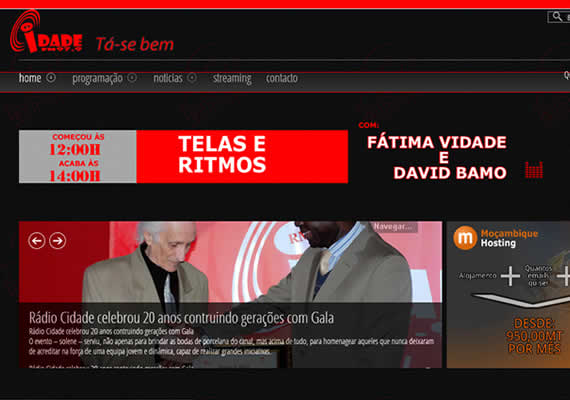 CIDADE
Tá-se bem
home
programação
noticias
streaming
contacto
COMEÇOU ÀS
12:00H
ACABA ÀS
14:00H
TELAS E
RITMOS
COM:
FÁTIMA VIDADE
E
DAVID BAMO
Navegar...
Rádio Cidade celebrou 20 anos contruindo gerações com Gala
Rádio Cidade celebrou 20 anos contruindo gerações com Gala
O evento – solene – serviu, não apenas para brindar as bodas de porcelana do canal, mas acima de tudo, para homenagear aqueles que nunca deixaram
de acreditar na força de uma equipa jovem e dinâmica, capaz de realizar grandes iniciativas.
Rádio Cidade celebrou 20 anos contruindo gerações com Gala
m Moçambique
Hosting
Alojamento + Quantos
emails
quiser
DESDE:
950,00MT
POR MÊS